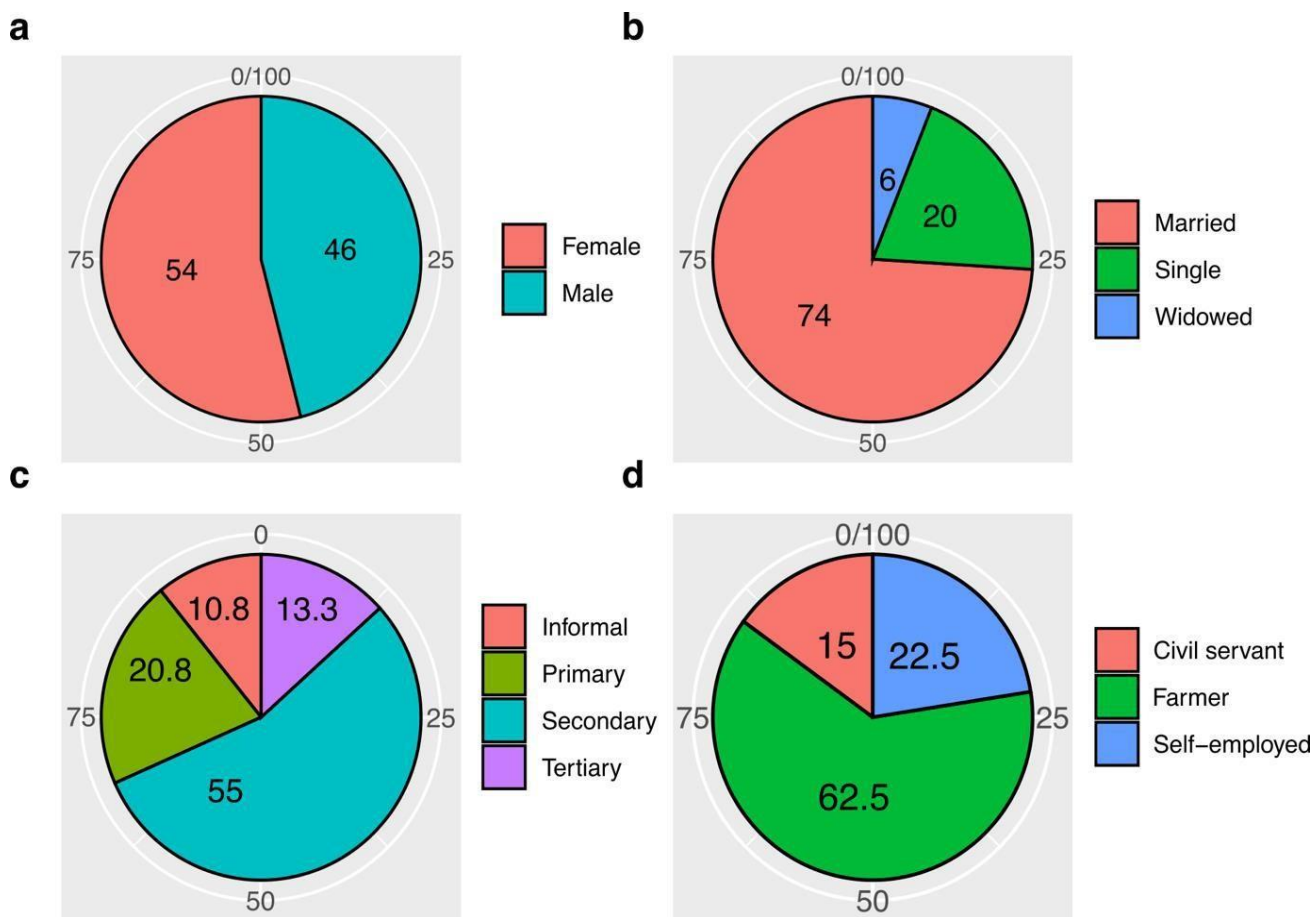 a
0/100
75
54
46
25
50
Female
Male
b
0/100
75
6
20
74
25
50
Married
Single
Widowed
c
0
75
10.8
13.3
20.8
55
25
50
Informal
Primary
Secondary
Tertiary
d
0/100
75
15
22.5
62.5
25
50
Civil servant
Farmer
Self−employed